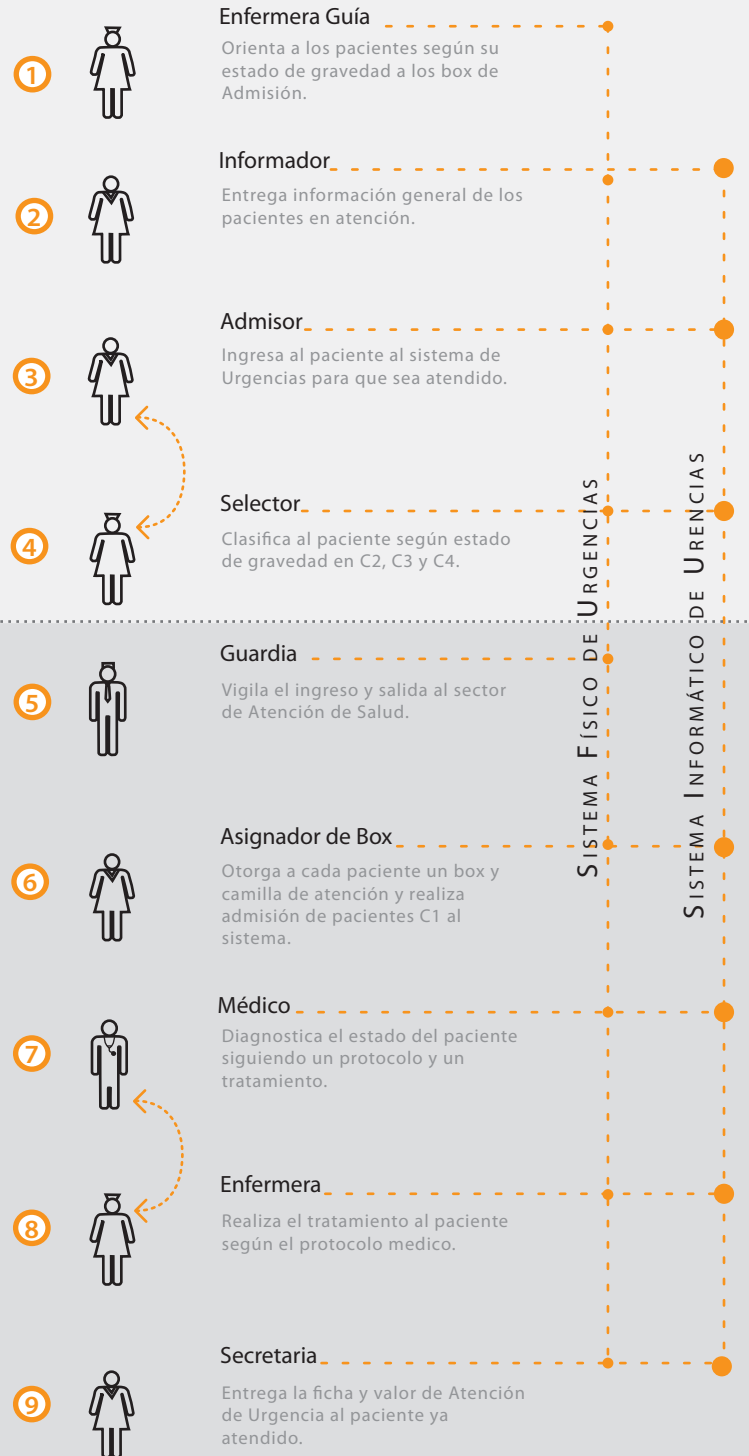 1
Enfermera Guía
Orienta a los pacientes según su
estado de gravedad a los box de
Admisión.
2
Informador
Entrega información general de los
pacientes en atención.
3
Admisor
Ingresa al paciente al sistema de
Urgencias para que sea atendido.
4
Selector
Clasifica al paciente según estado
de gravedad en C2, C3 y C4.
5
Guardia
Vigila el ingreso y salida al sector
de Atención de Salud.
6
Asignador de Box
Otorga a cada paciente un box y
camilla de atención y realiza
admisión de pacientes C1 al
sistema.
7
Médico
Diagnostica el estado del paciente
siguiendo un protocolo y un
tratamiento.
8
Enfermera
Realiza el tratamiento al paciente
según el protocolo medico.
9
Secretaria
Entrega la ficha y valor de Atención
de Urgencia al paciente ya
atendido.
Sistema Físico de Urgencias
Sistema Informático de Urencias